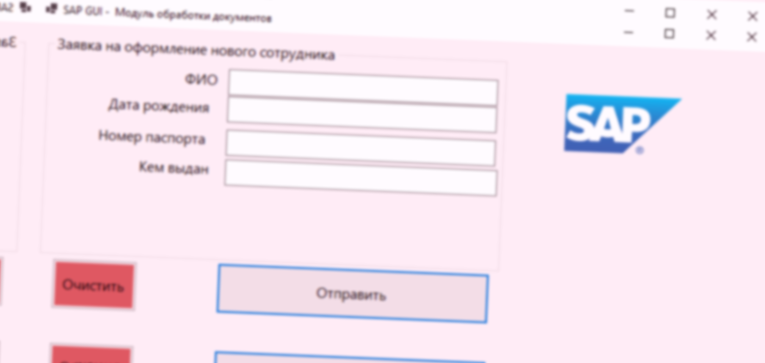 SAP GUI - Модуль обработки документов
Заявка на оформление нового сотрудника
ФИО
Дата рождения
Номер паспорта
Кем выдан
SAP
Очистить
Отправить